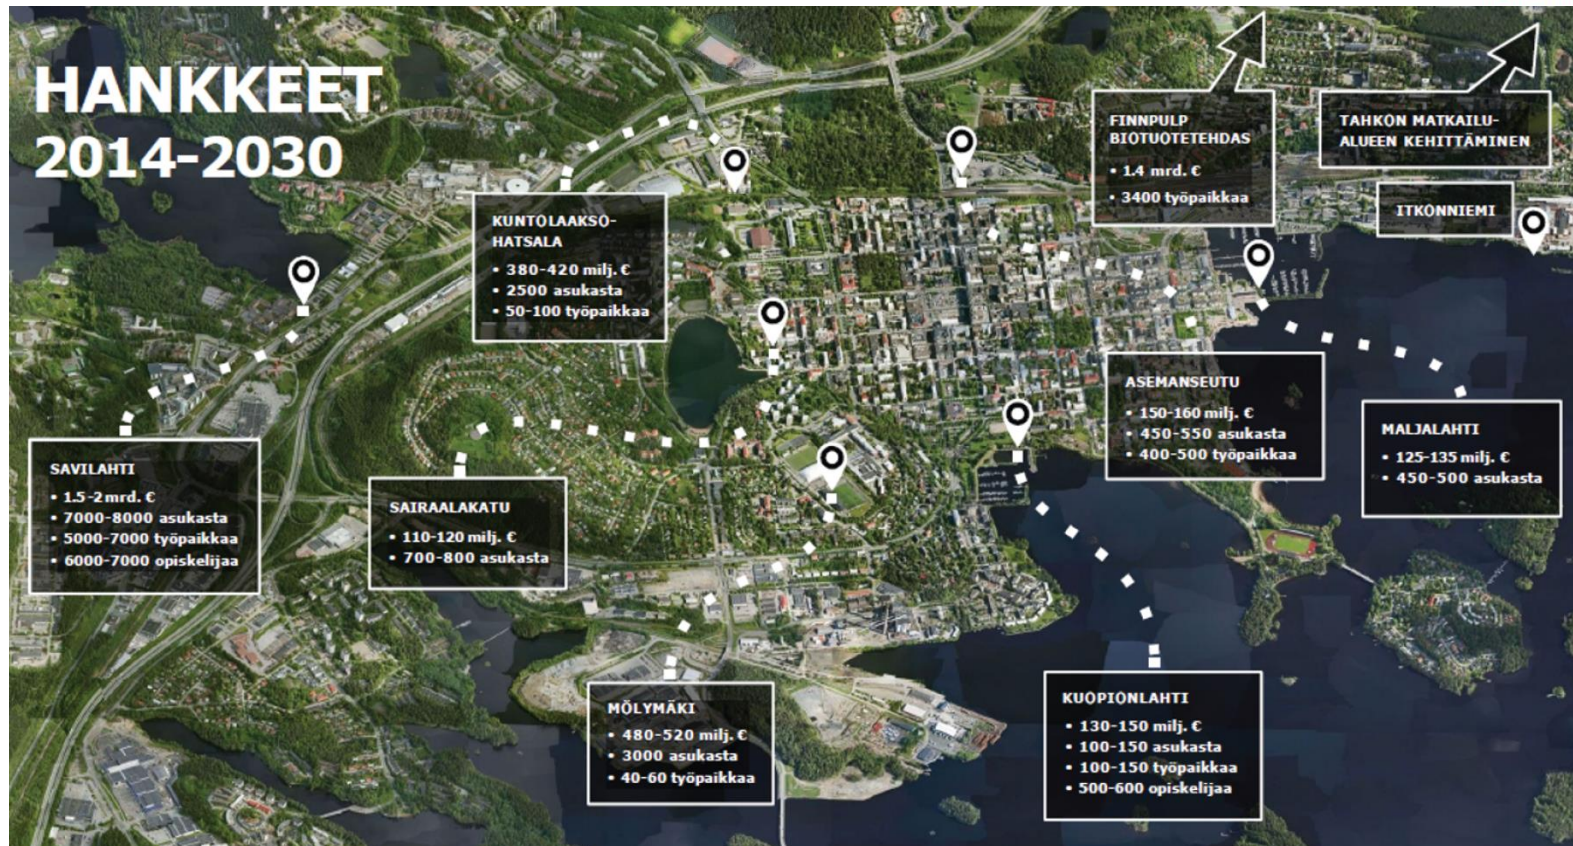 HANKKEET
2014-2030
FINNPULP
BIOTUOTETEHDAS
• 1.4 mrd. €
• 3400 työpaikkaa
TAHKON MATKAILU-
ALUEEN KEHITTÄMINEN
ITKONNIEMI
KUNTOLAAKSO-
HATSALA
• 380-420 milj. €
• 2500 asukasta
• 50-100 työpaikkaa
ASEMANSEUTU
• 150-160 milj. €
• 450-550 asukasta
• 400-500 työpaikkaa
MALJALAHTI
• 125-135 milj. €
• 450-500 asukasta
SAVILAHTI
• 1.5-2 mrd. €
• 7000-8000 asukasta
• 5000-7000 työpaikkaa
• 6000-7000 opiskelijaa
SAIRAALAKATU
• 110-120 milj. €
• 700-800 asukasta
MÖLYMÄKI
• 480-520 milj. €
• 3000 asukasta
• 40-60 työpaikkaa
KUOPIONLAHTI
• 130-150 milj. €
• 100-150 asukasta
• 100-150 työpaikkaa
• 500-600 opiskelijaa